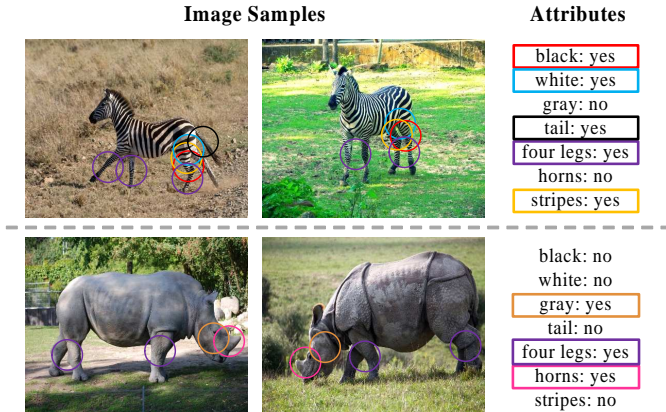 Image Samples
Attributes
black: yes
white: yes
gray: no
tail: yes
four legs: yes
horns: no
stripes: yes
black: no
white: no
gray: yes
tail: no
four legs: yes
horns: yes
stripes: no